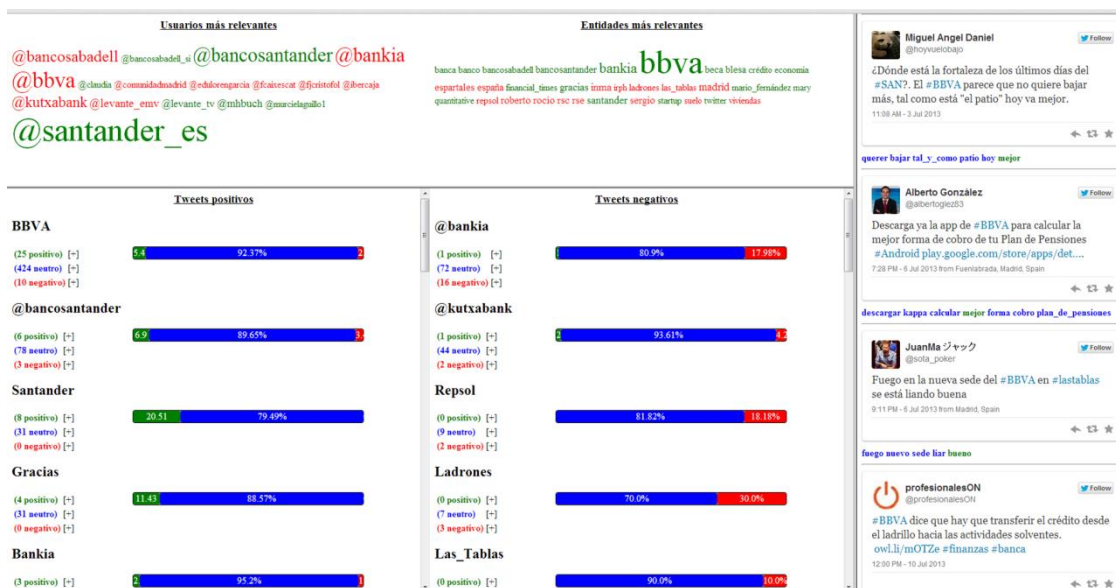 Usuarios más relevantes
@bancosabadell @bancosabadell_si @bancosantander @bankia
@bbva @claudia @comunidadmadrid @edulorengarcia @fcaivescat @fjcristofol @ibercaja
@kutxabank @levante_emv @levante_tv @mhbuch @murcielaguillo1
@santander_es
Entidades más relevantes
banca banco bancosabadell bancosantander bankia bbva beca blesa crédito economia
espartales españa financial_times gracias inma irph ladrones las_tablas madrid mario_fernández mary
quantitative repsol roberto rocio rsc rse santander sergio startup suelo twitter viviendas
Tweets positivos
BBVA
(25 positivo) [+]
(424 neutro) [+]
(10 negativo) [+]
5.4 92.37% 2
@bancosantander
(6 positivo) [+]
(78 neutro) [+]
(3 negativo) [+]
6.9 89.65% 3.
Santander
(8 positivo) [+]
(31 neutro) [+]
(0 negativo) [+]
20.51 79.49%
Gracias
(4 positivo) [+]
(31 neutro) [+]
(0 negativo) [+]
11.43 88.57%
Bankia
(3 positivo) [+]
2. 95.2% 1
Tweets negativos
@bankia
(1 positivo) [+]
(72 neutro) [+]
(16 negativo) [+]
1 80.9% 17.98%
@kutxabank
(1 positivo) [+]
(44 neutro) [+]
(2 negativo) [+]
2 93.61% 4.2
Repsol
(0 positivo) [+]
(9 neutro) [+]
(2 negativo) [+]
81.82% 18.18%
Ladrones
(0 positivo) [+]
(7 neutro) [+]
(3 negativo) [+]
70.0% 30.0%
Las_Tablas
(0 positivo) [+]
90.0% 10.0%
Miguel Angel Daniel
@hoyvuelobajo
Follow
¿Dónde está la fortaleza de los últimos días del
#SAN?. El #BBVA parece que no quiere bajar
más, tal como está "el patio" hoy va mejor.
11:06 AM - 3 Jul 2013
querer bajar tal_y_como patio hoy mejor
Alberto González
@albertoglez83
Follow
Descarga ya la app de #BBVA para calcular la
mejor forma de cobro de tu Plan de Pensiones
#Android play.google.com/store/apps/det....
7:28 PM - 6 Jul 2013 from Fuenlabrada, Madrid, Spain
descargar kappa calcular mejor forma cobro plan_de_pensiones
JuanMa ジャック
@sota_poker
Follow
Fuego en la nueva sede del #BBVA en #lastablas
se está liando buena
9:11 PM - 6 Jul 2013 from Madrid, Spain
fuego nuevo sede liar bueno
profesionalesON
@profesionalesON
Follow
#BBVA dice que hay que transferir el crédito desde
el ladrillo hacia las actividades solventes.
owl.li/mOTZe #finanzas #banca
12:00 PM - 10 Jul 2013